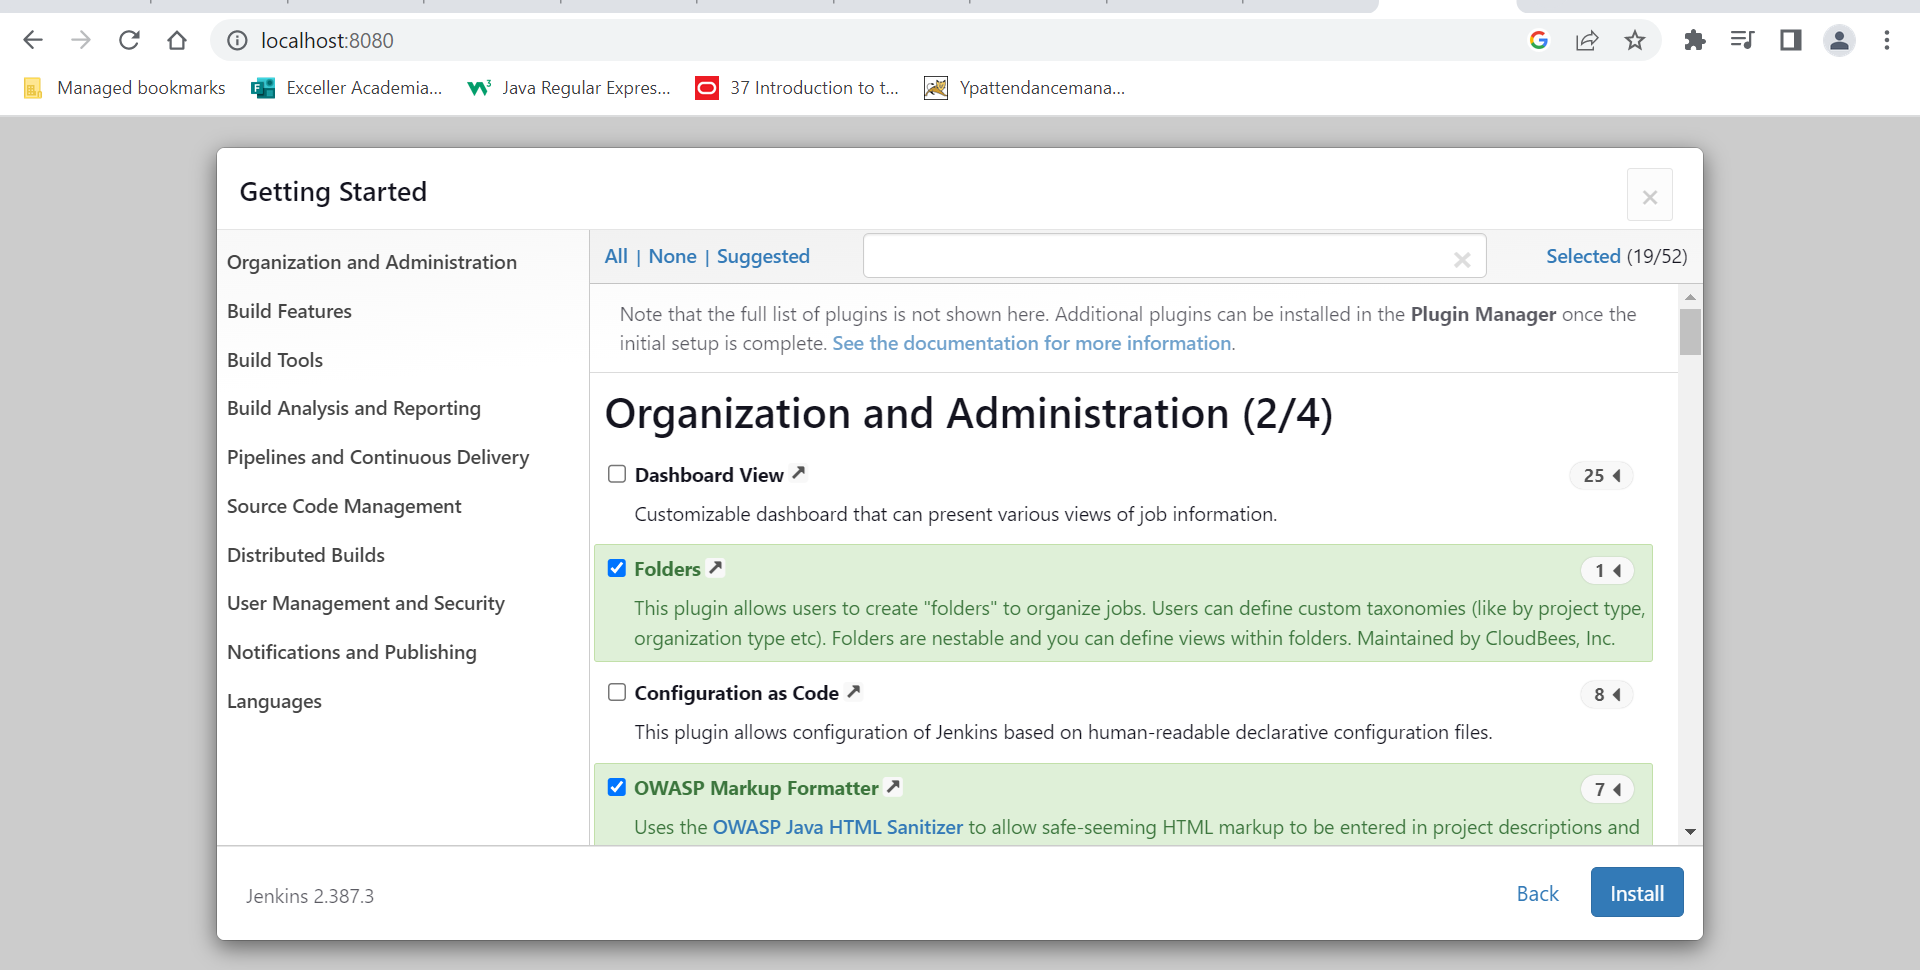 localhost:8080
Managed bookmarks
Exceller Academia...
Java Regular Expres...
37 Introduction to t...
Ypattendancemana...
Getting Started
×
Organization and Administration
Build Features
Build Tools
Build Analysis and Reporting
Pipelines and Continuous Delivery
Source Code Management
Distributed Builds
User Management and Security
Notifications and Publishing
Languages
All | None | Suggested
Selected (19/52)
Note that the full list of plugins is not shown here. Additional plugins can be installed in the Plugin Manager once the
initial setup is complete. See the documentation for more information.
Organization and Administration (2/4)
Dashboard View
25
Customizable dashboard that can present various views of job information.
Folders
1
This plugin allows users to create "folders" to organize jobs. Users can define custom taxonomies (like by project type,
organization type etc). Folders are nestable and you can define views within folders. Maintained by CloudBees, Inc.
Configuration as Code
8
This plugin allows configuration of Jenkins based on human-readable declarative configuration files.
OWASP Markup Formatter
7
Uses the OWASP Java HTML Sanitizer to allow safe-seeming HTML markup to be entered in project descriptions and
Jenkins 2.387.3
Back
Install